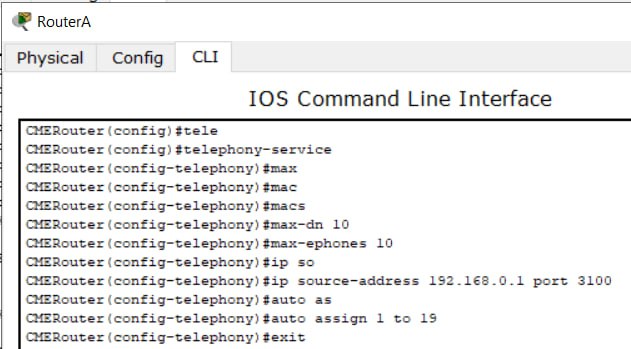 RouterA
Physical Config CLI
IOS Command Line Interface
CMERouter(config)#tele
CMERouter(config)#telephony-service
CMERouter(config-telephony)#max
CMERouter(config-telephony)#mac
CMERouter(config-telephony)#macs
CMERouter(config-telephony)#max-dn 10
CMERouter(config-telephony)#max-ephones 10
CMERouter(config-telephony)#ip so
CMERouter(config-telephony)#ip source-address 192.168.0.1 port 3100
CMERouter(config-telephony)#auto as
CMERouter(config-telephony)#auto assign 1 to 19
CMERouter(config-telephony)#exit